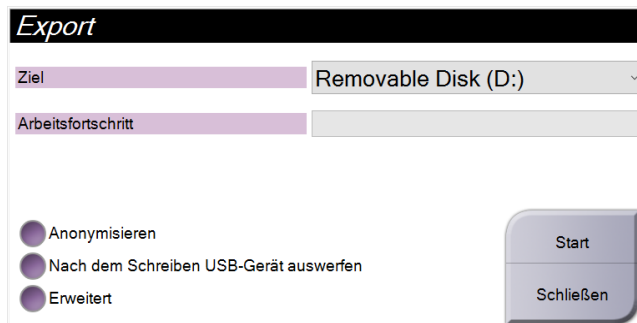 Export
Ziel
Removable Disk (D:)
Arbeitsfortschritt
Anonymisieren
Nach dem Schreiben USB-Gerät auswerfen
Erweitert
Start
Schließen